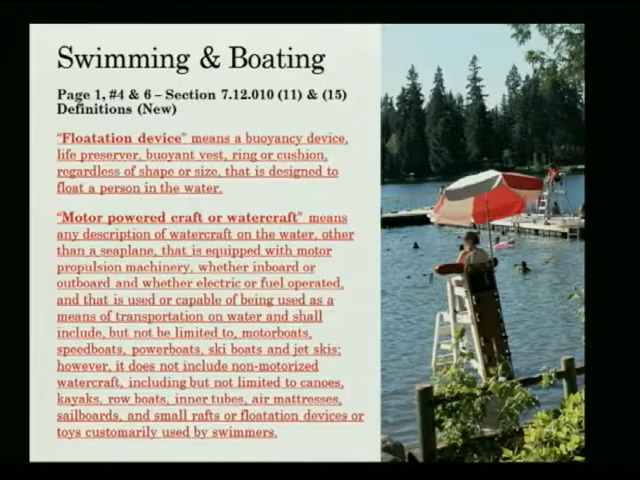 Swimming & Boating
Page 1, #4 & 6 – Section 7.12.010 (11) & (15)
Definitions (New)
“Floatation device” means a buoyancy device,
life preserver, buoyant vest, ring or cushion,
regardless of shape or size, that is designed to
float a person in the water.
“Motor powered craft or watercraft” means
any description of watercraft on the water, other
than a seaplane, that is equipped with motor
propulsion machinery, whether inboard or
outboard and whether electric or fuel operated,
and that is used or capable of being used as a
means of transportation on water and shall
include, but not be limited to, motorboats,
speedboats, powerboats, ski boats and jet skis;
however, it does not include non-motorized
watercraft, including but not limited to canoes,
kayaks, row boats, inner tubes, air mattresses,
sailboards, and small rafts or floatation devices or
toys customarily used by swimmers.